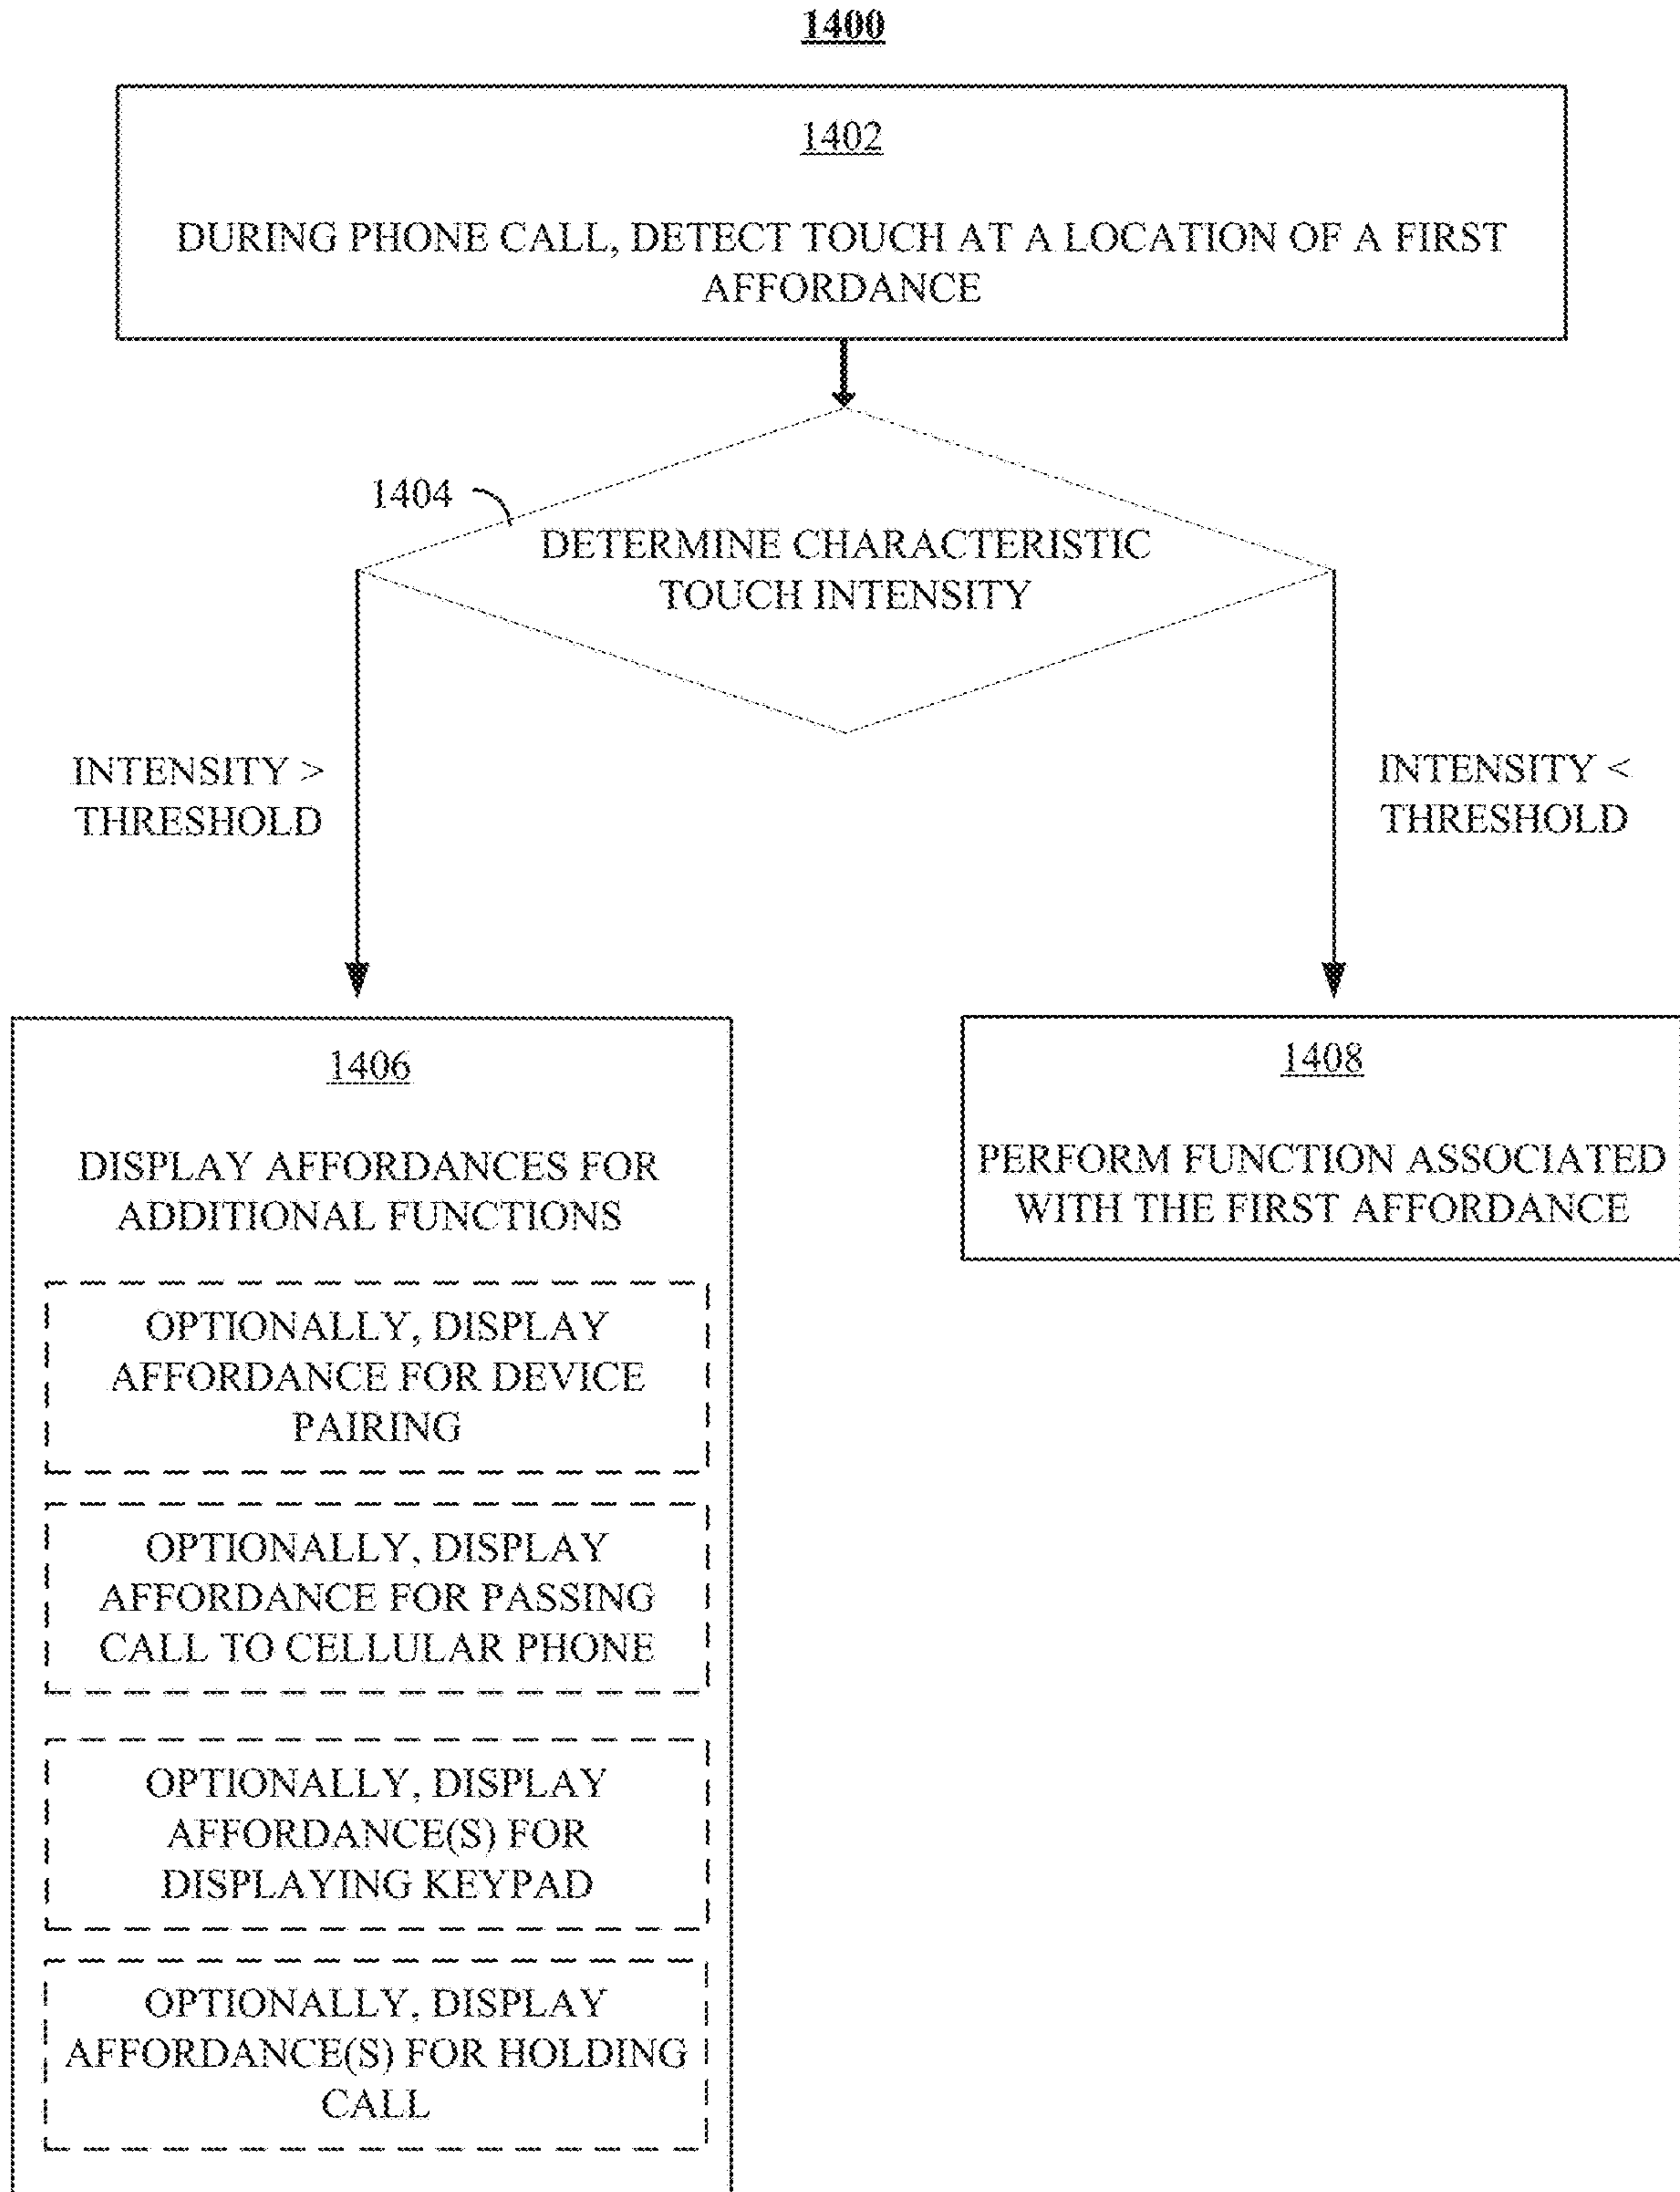 1400
1402
DURING PHONE CALL, DETECT TOUCH AT A LOCATION OF A FIRST
AFFORDANCE
1404
DETERMINE CHARACTERISTIC
TOUCH INTENSITY
INTENSITY >
THRESHOLD
INTENSITY <
THRESHOLD
1406
DISPLAY AFFORDANCES FOR
ADDITIONAL FUNCTIONS
OPTIONALLY, DISPLAY
AFFORDANCE FOR DEVICE
PAIRING
OPTIONALLY, DISPLAY
AFFORDANCE FOR PASSING
CALL TO CELLULAR PHONE
OPTIONALLY, DISPLAY
AFFORDANCE(S) FOR
DISPLAYING KEYPAD
OPTIONALLY, DISPLAY
AFFORDANCE(S) FOR HOLDING
CALL
1408
PERFORM FUNCTION ASSOCIATED
WITH THE FIRST AFFORDANCE